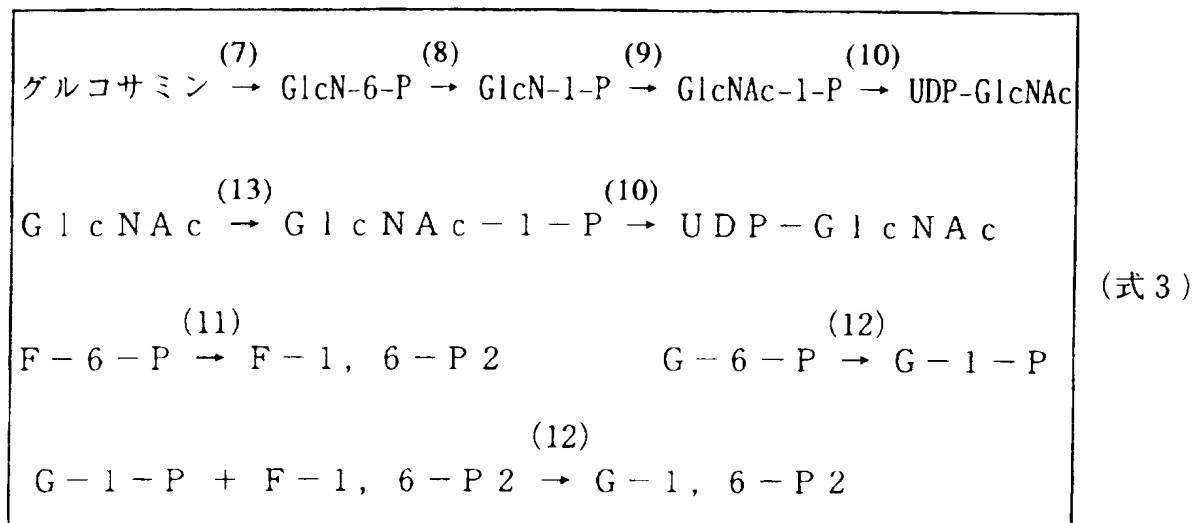 (7) (8) (9) (10)
グルコサミン → GlcN-6-P → GlcN-1-P → GlcNAc-1-P → UDP-GlcNAc
(13) (10)
GlcNAc → GlcNAc-1-P → UDP-GlcNAc
(式3)
(11) (12)
F-6-P → F-1, 6-P2 G-6-P → G-1-P
(12)
G-1-P + F-1, 6-P2 → G-1, 6-P2